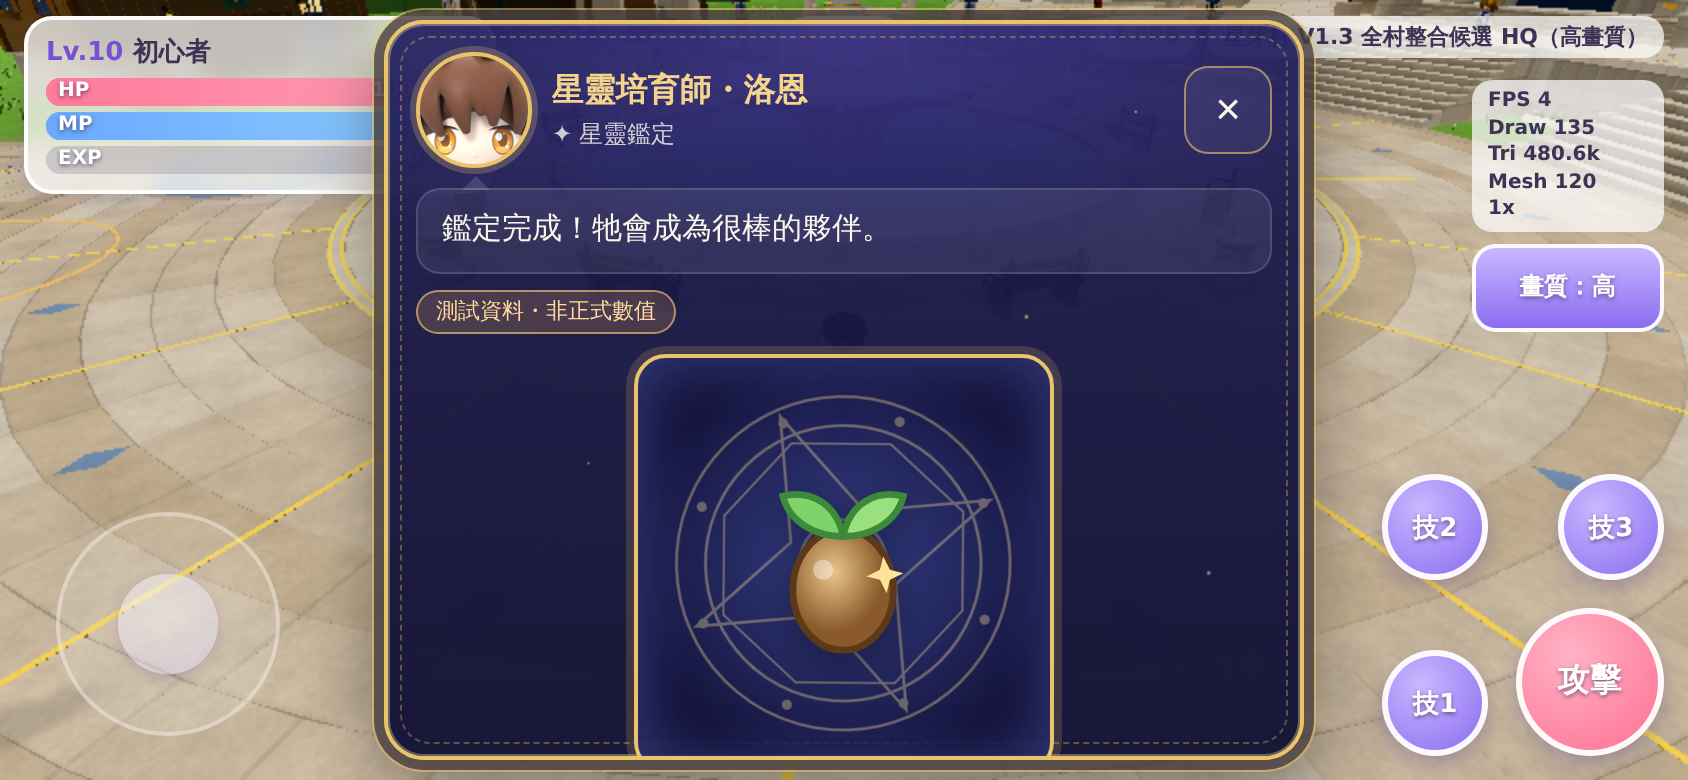 Lv.10 初心者
HP
MP
EXP
星靈培育師・洛恩
✦ 星靈鑑定
×
鑑定完成！牠會成為很棒的夥伴。
測試資料・非正式數值
V1.3 全村整合候選 HQ（高畫質）
FPS 4
Draw 135
Tri 480.6k
Mesh 120
1x
畫質：高
技2
技3
技1
攻擊